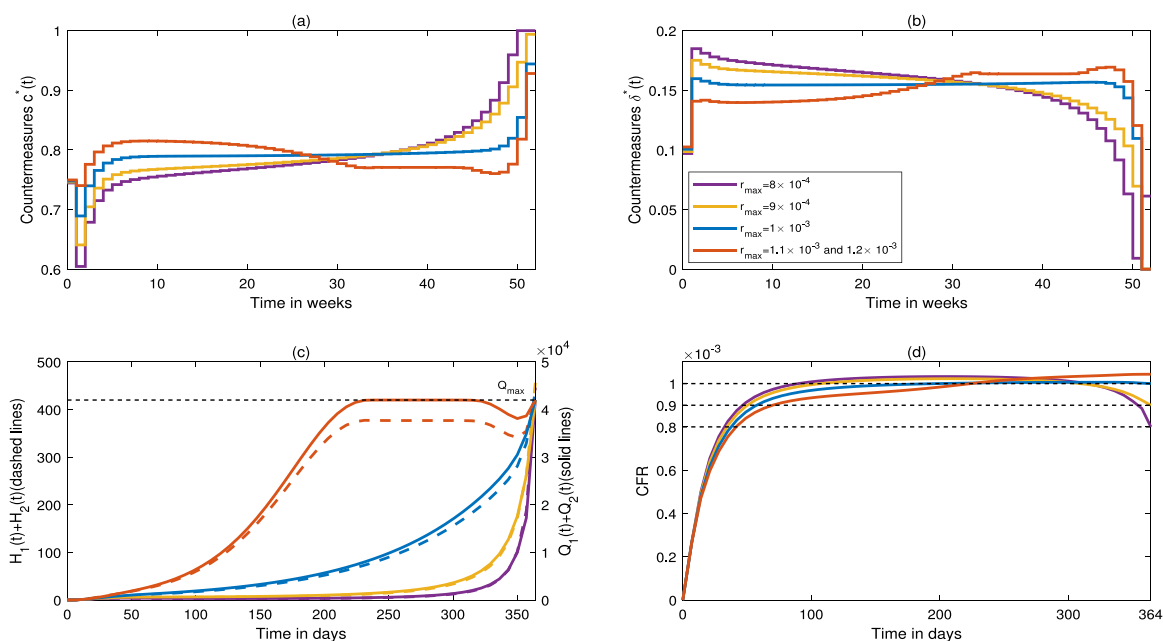 (a)
Countermeasures c*(t)
1
0.9
0.8
0.7
0.6
0 10 20 30 40 50
Time in weeks
(b)
Countermeasures δ*(t)
0.2
0.15
0.1
0.05
0
r_max=8× 10^-4
r_max=9× 10^-4
r_max=1× 10^-3
r_max=1.1× 10^-3 and 1.2× 10^-3
0 10 20 30 40 50
Time in weeks
(c)
H_1(t)+H_2(t)(dashed lines)
500
400
300
200
100
0
×10^4
5
4
3
2
1
0
Q_max
Q_1(t)+Q_2(t)(solid lines)
0 50 100 150 200 250 300 350
Time in days
(d)
×10^-3
CFR
1
0.9
0.8
0.6
0.4
0.2
0
0 100 200 300 364
Time in days